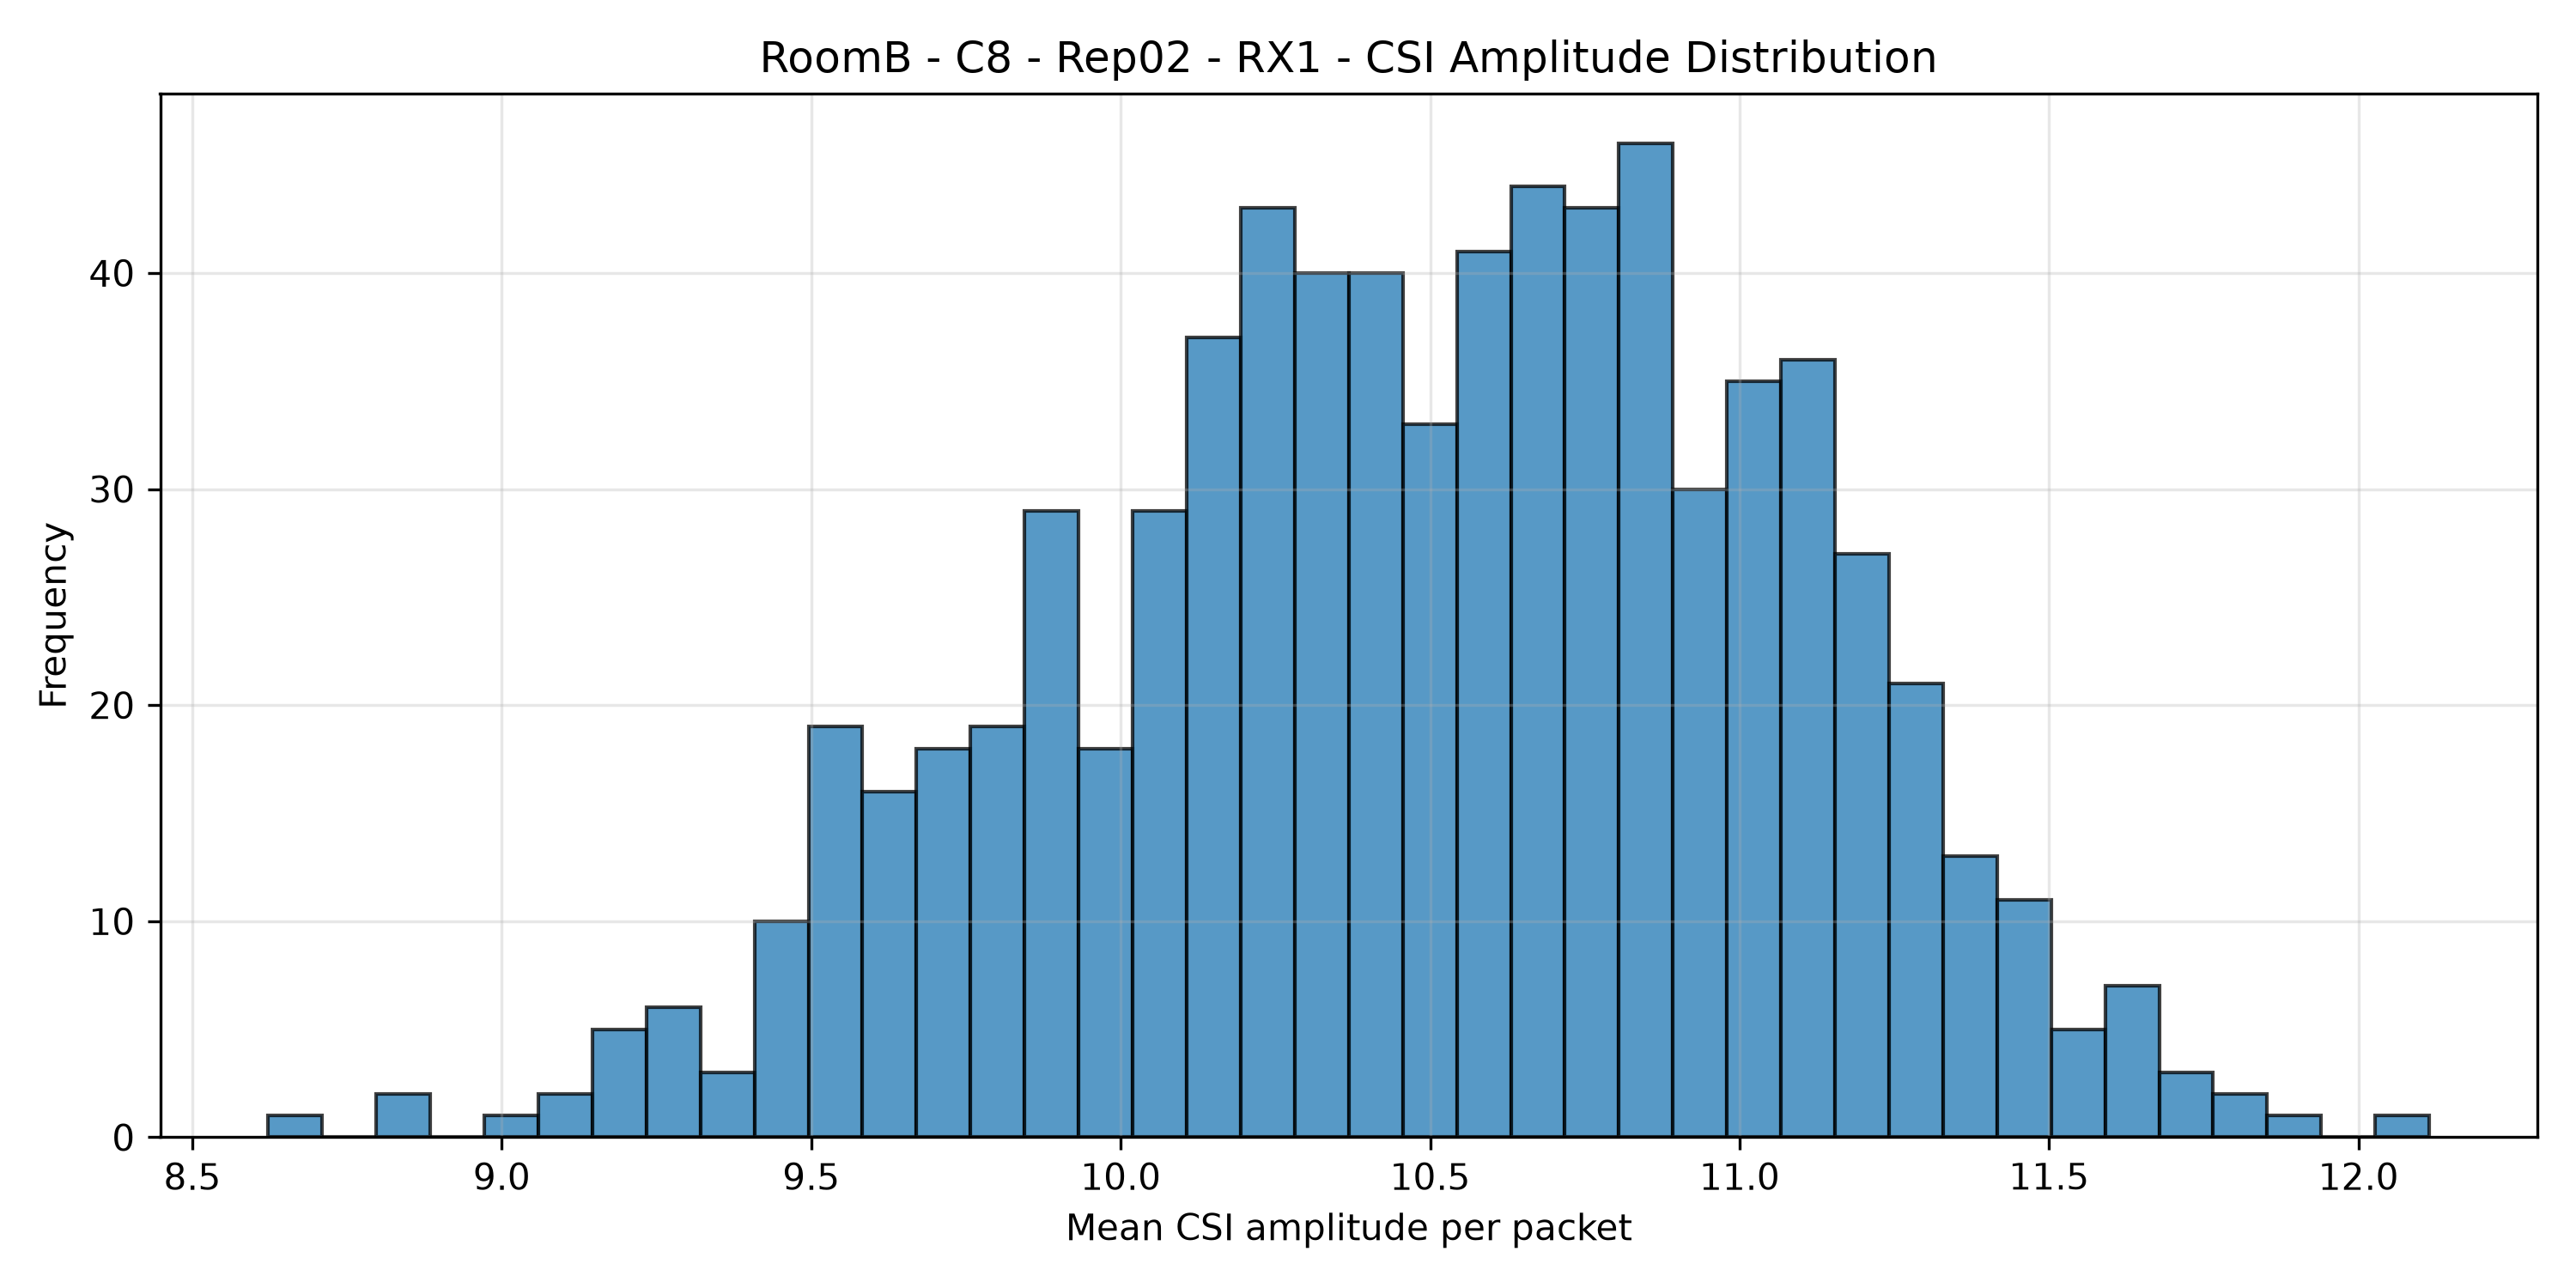 RoomB - C8 - Rep02 - RX1 - CSI Amplitude Distribution
Frequency
40
30
20
10
0
8.5 9.0 9.5 10.0 10.5 11.0 11.5 12.0
Mean CSI amplitude per packet